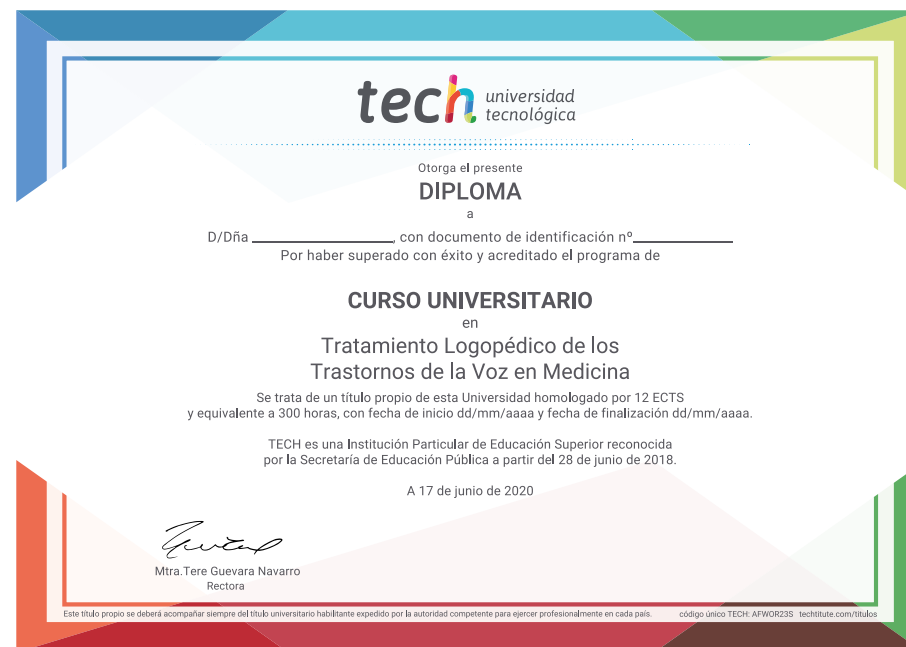 tech universidad
tecnológica
Otorga el presente
DIPLOMA
a
D/Dña ____________________, con documento de identificación nº______________
Por haber superado con éxito y acreditado el programa de
CURSO UNIVERSITARIO
en
Tratamiento Logopédico de los
Trastornos de la Voz en Medicina
Se trata de un título propio de esta Universidad homologado por 12 ECTS
y equivalente a 300 horas, con fecha de inicio dd/mm/aaaa y fecha de finalización dd/mm/aaaa.
TECH es una Institución Particular de Educación Superior reconocida
por la Secretaría de Educación Pública a partir del 28 de junio de 2018.
A 17 de junio de 2020
Mtra.Tere Guevara Navarro
Rectora
Este título propio se deberá acompañar siempre del título universitario habilitante expedido por la autoridad competente para ejercer profesionalmente en cada país. código único TECH: AFWOR23S techtitute.com/titulos